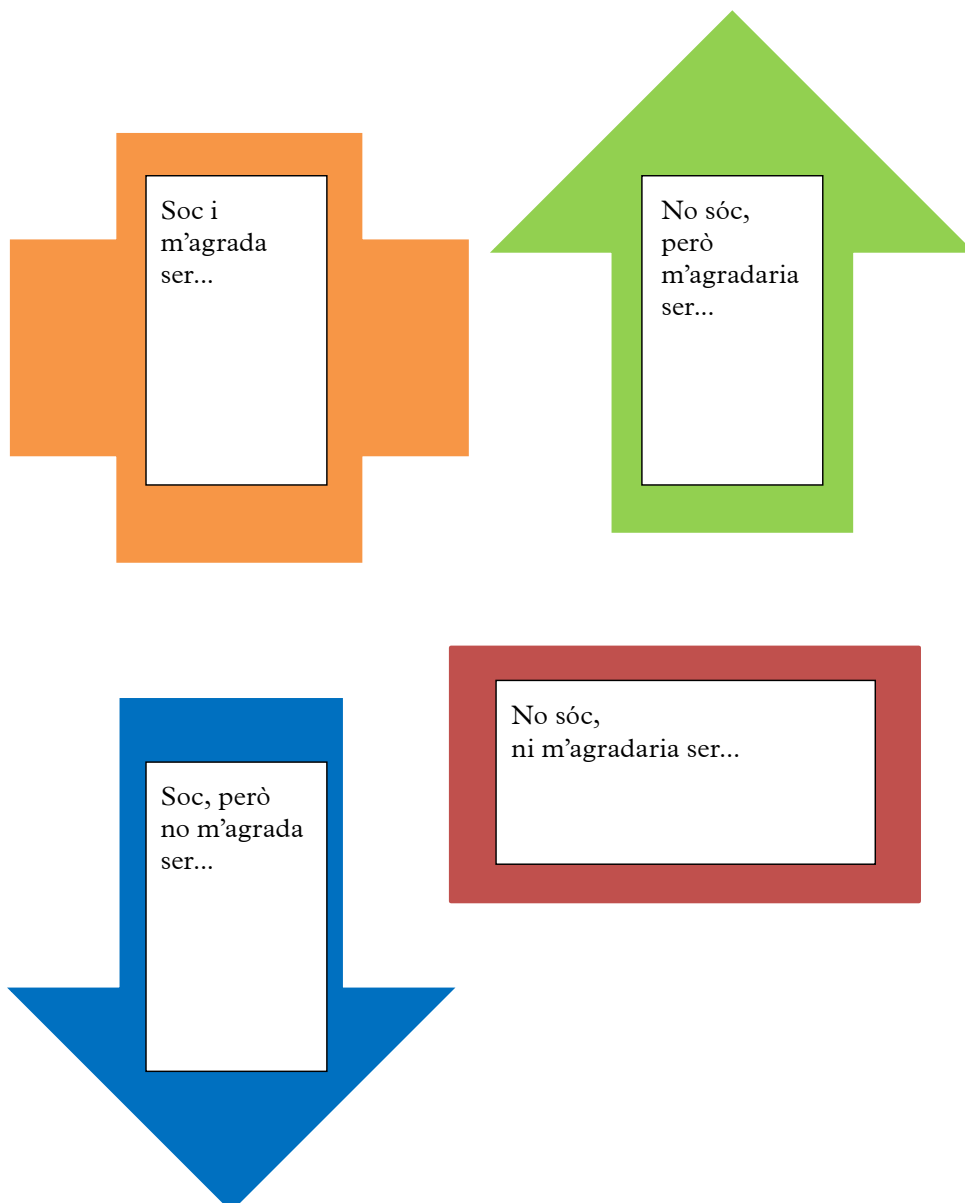 Soc i
m’agrada
ser...
No sóc,
però
m’agradaria
ser...
No sóc,
ni m’agradaria ser...
Soc, però
no m’agrada
ser...